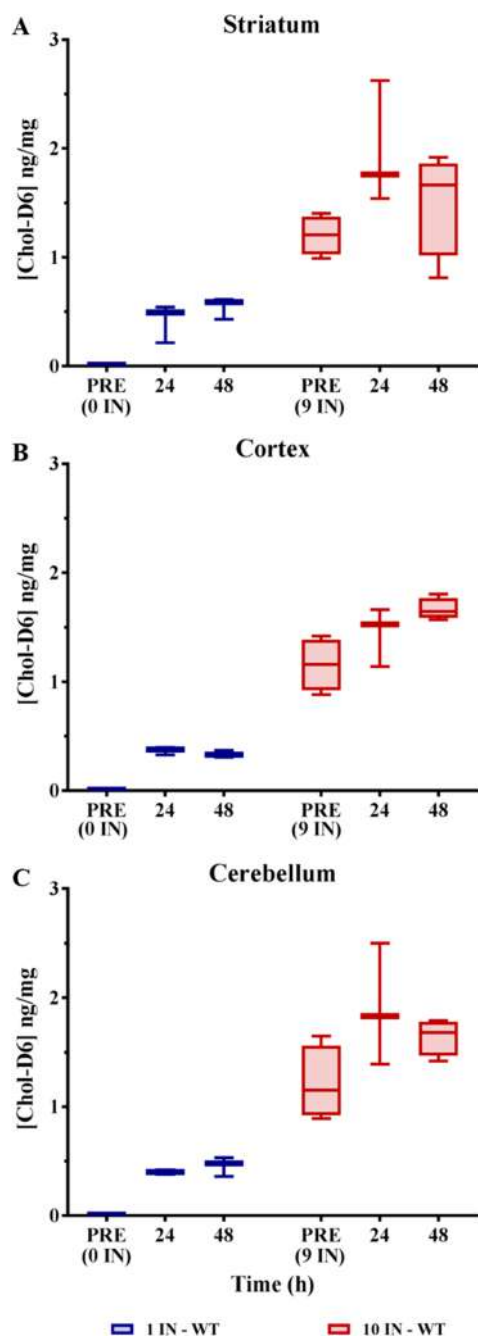 A
Striatum
[Chol-D6] ng/mg
3
2
1
0
PRE 24 48 PRE 24 48
(0 IN) (9 IN)
B
Cortex
[Chol-D6] ng/mg
3
2
1
0
PRE 24 48 PRE 24 48
(0 IN) (9 IN)
C
Cerebellum
[Chol-D6] ng/mg
3
2
1
0
PRE 24 48 PRE 24 48
(0 IN) (9 IN)
Time (h)
1 IN - WT 10 IN - WT